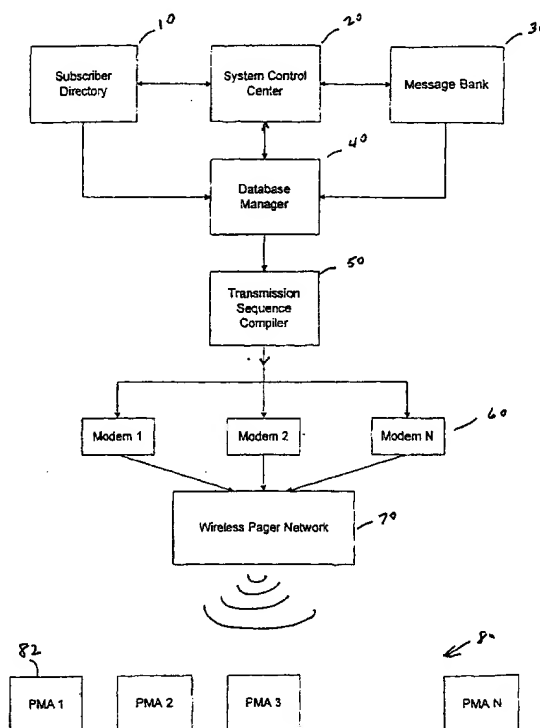 10
20
30
Subscriber
Directory
System Control
Center
Message Bank
40
Database
Manager
50
Transmission
Sequence
Compiler
Modem 1
Modem 2
Modem N
60
Wireless Pager Network
70
82
80
PMA 1
PMA 2
PMA 3
PMA N